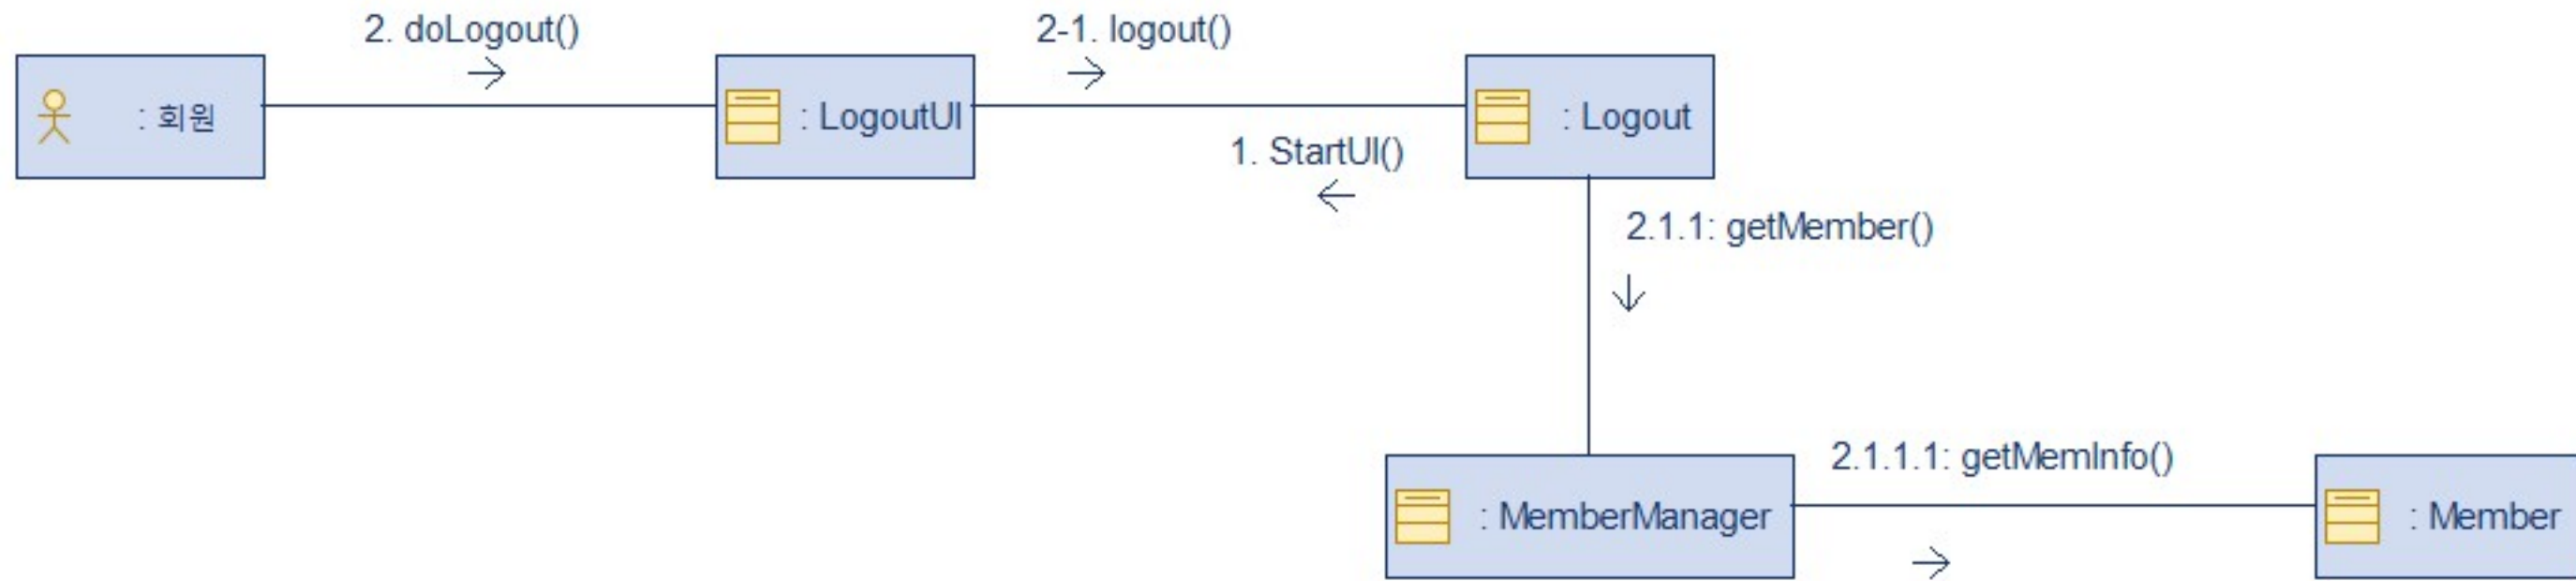 2. doLogout()
2-1. logout()
: 회원
: LogoutUI
: Logout
1. StartUI()
2.1.1: getMember()
2.1.1.1: getMemInfo()
: MemberManager
: Member